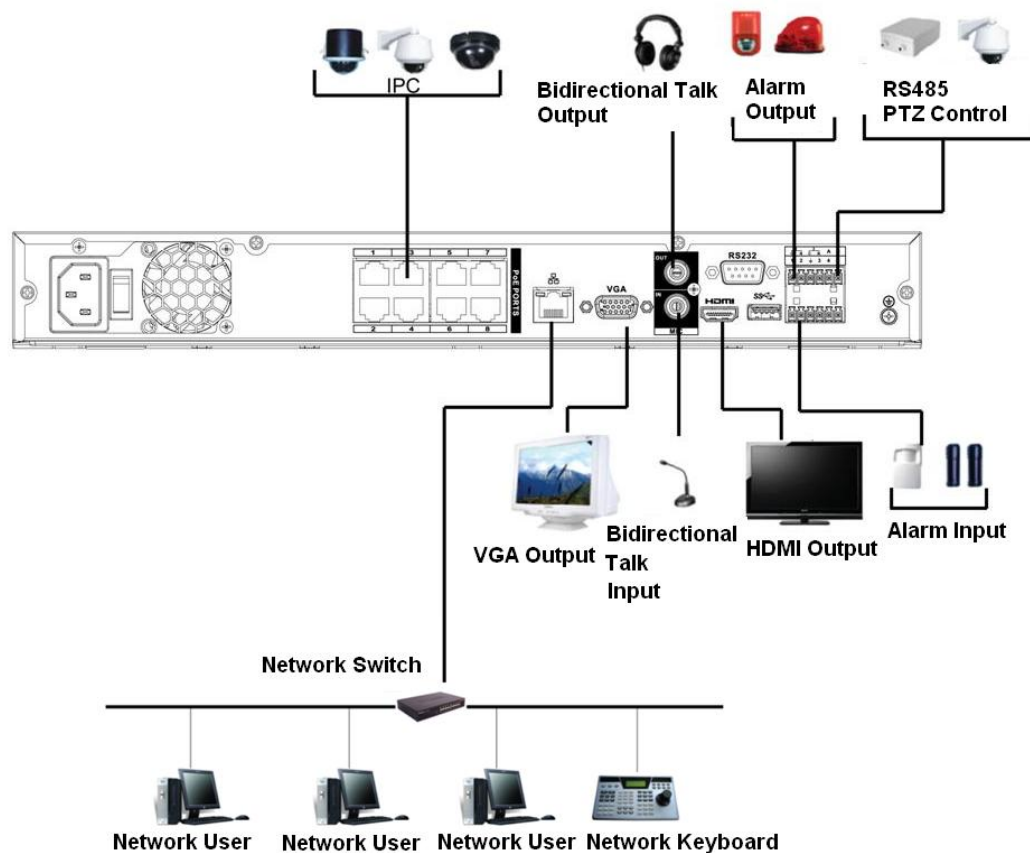 IPC
Bidirectional Talk
Output
Alarm
Output
RS485
PTZ Control
1 3 5 7
PoE PORTS
2 4 6 8
VGA
OUT
IN
MIC
RS232
HDMI
SS
A
VGA Output
Bidirectional
Talk
Input
HDMI Output
Alarm Input
Network Switch
Network User
Network User
Network User
Network Keyboard